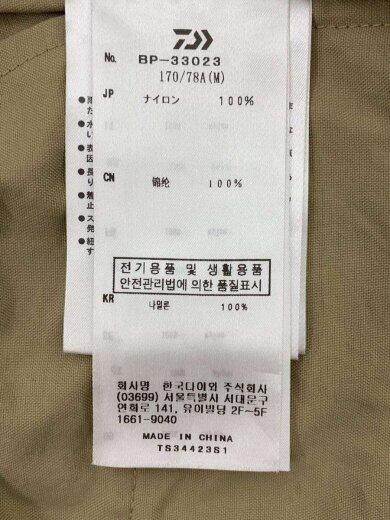 No. BP-33023
170/78A(M)
JP ナイロン 100%
CN 锦纶 100%
전기용품 및 생활용품
안전관리법에 의한 품질표시
KR 나일론 100%
회사명 한국다이와 주식회사
(03699) 서울특별시 서대문구
연희로 141, 유이빌딩 2F~5F
1661-9040
MADE IN CHINA
TS34423S1